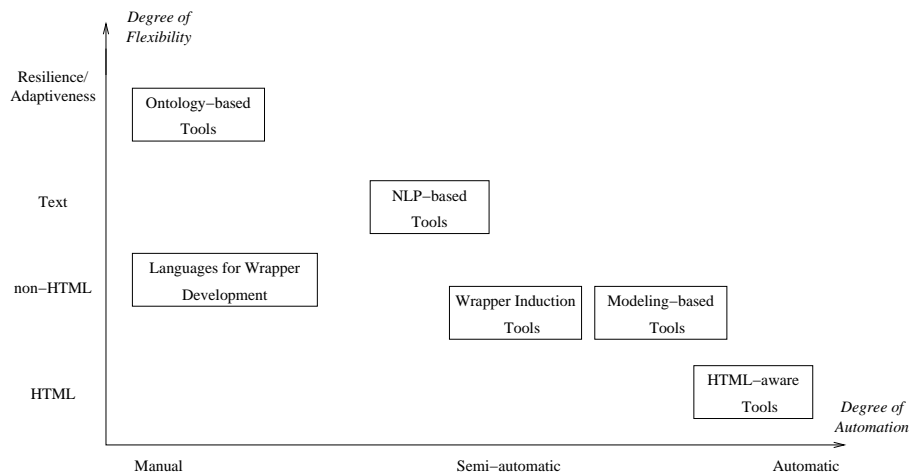 Degree of
Flexibility
Resilience/
Adaptiveness
Ontology−based
Tools
Text
NLP−based
Tools
non−HTML
Languages for Wrapper
Development
Wrapper Induction
Tools
Modeling−based
Tools
HTML
HTML−aware
Tools
Degree of
Automation
Manual
Semi−automatic
Automatic